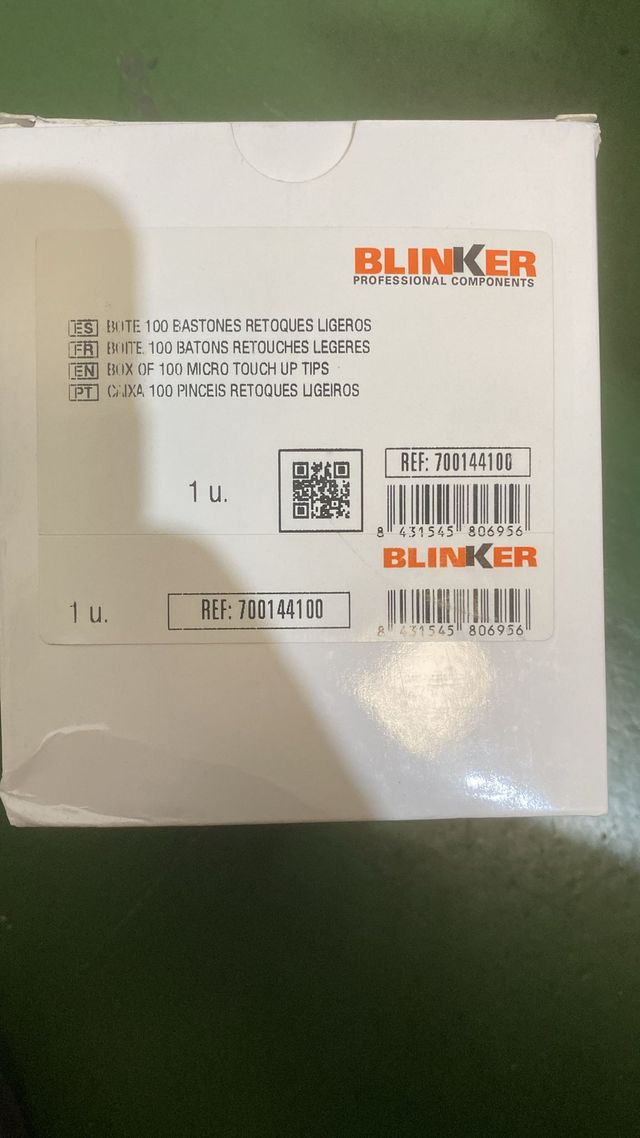 BLINKER
PROFESSIONAL COMPONENTS
ES BOTE 100 BASTONES RETOQUES LIGEROS
FR BOITE 100 BATONS RETOUCHES LEGERES
EN BOX OF 100 MICRO TOUCH UP TIPS
PT CAIXA 100 PINCEIS RETOQUES LIGEIROS
1 u.
REF: 700144100
8 431545 806956
BLINKER
1 u.
REF: 700144100
8 431545 806956